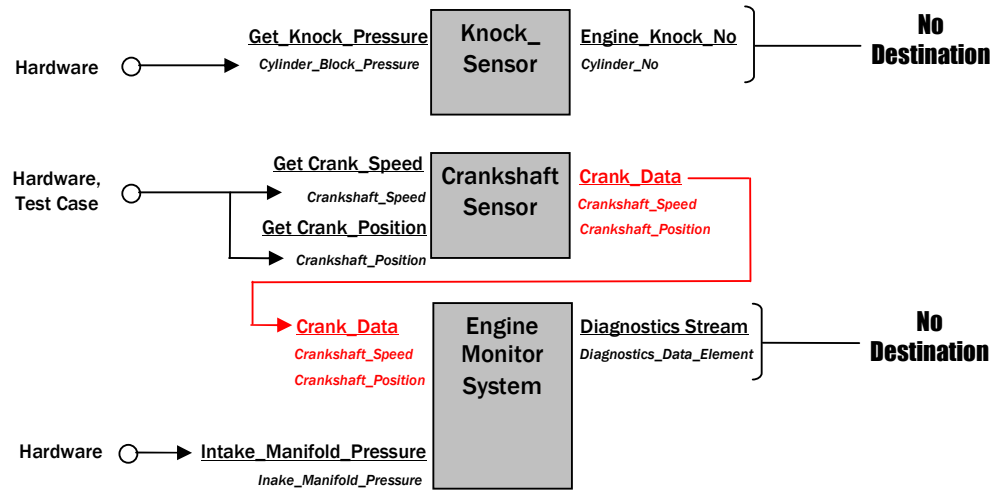 Hardware
Get_Knock_Pressure
Cylinder_Block_Pressure
Knock_
Sensor
Engine_Knock_No
Cylinder_No
No
Destination
Hardware,
Test Case
Get Crank_Speed
Crankshaft_Speed
Get Crank_Position
Crankshaft_Position
Crankshaft
Sensor
Crank_Data
Crankshaft_Speed
Crankshaft_Position
Crank_Data
Crankshaft_Speed
Crankshaft_Position
Engine
Monitor
System
Diagnostics Stream
Diagnostics_Data_Element
No
Destination
Hardware
Intake_Manifold_Pressure
Inake_Manifold_Pressure